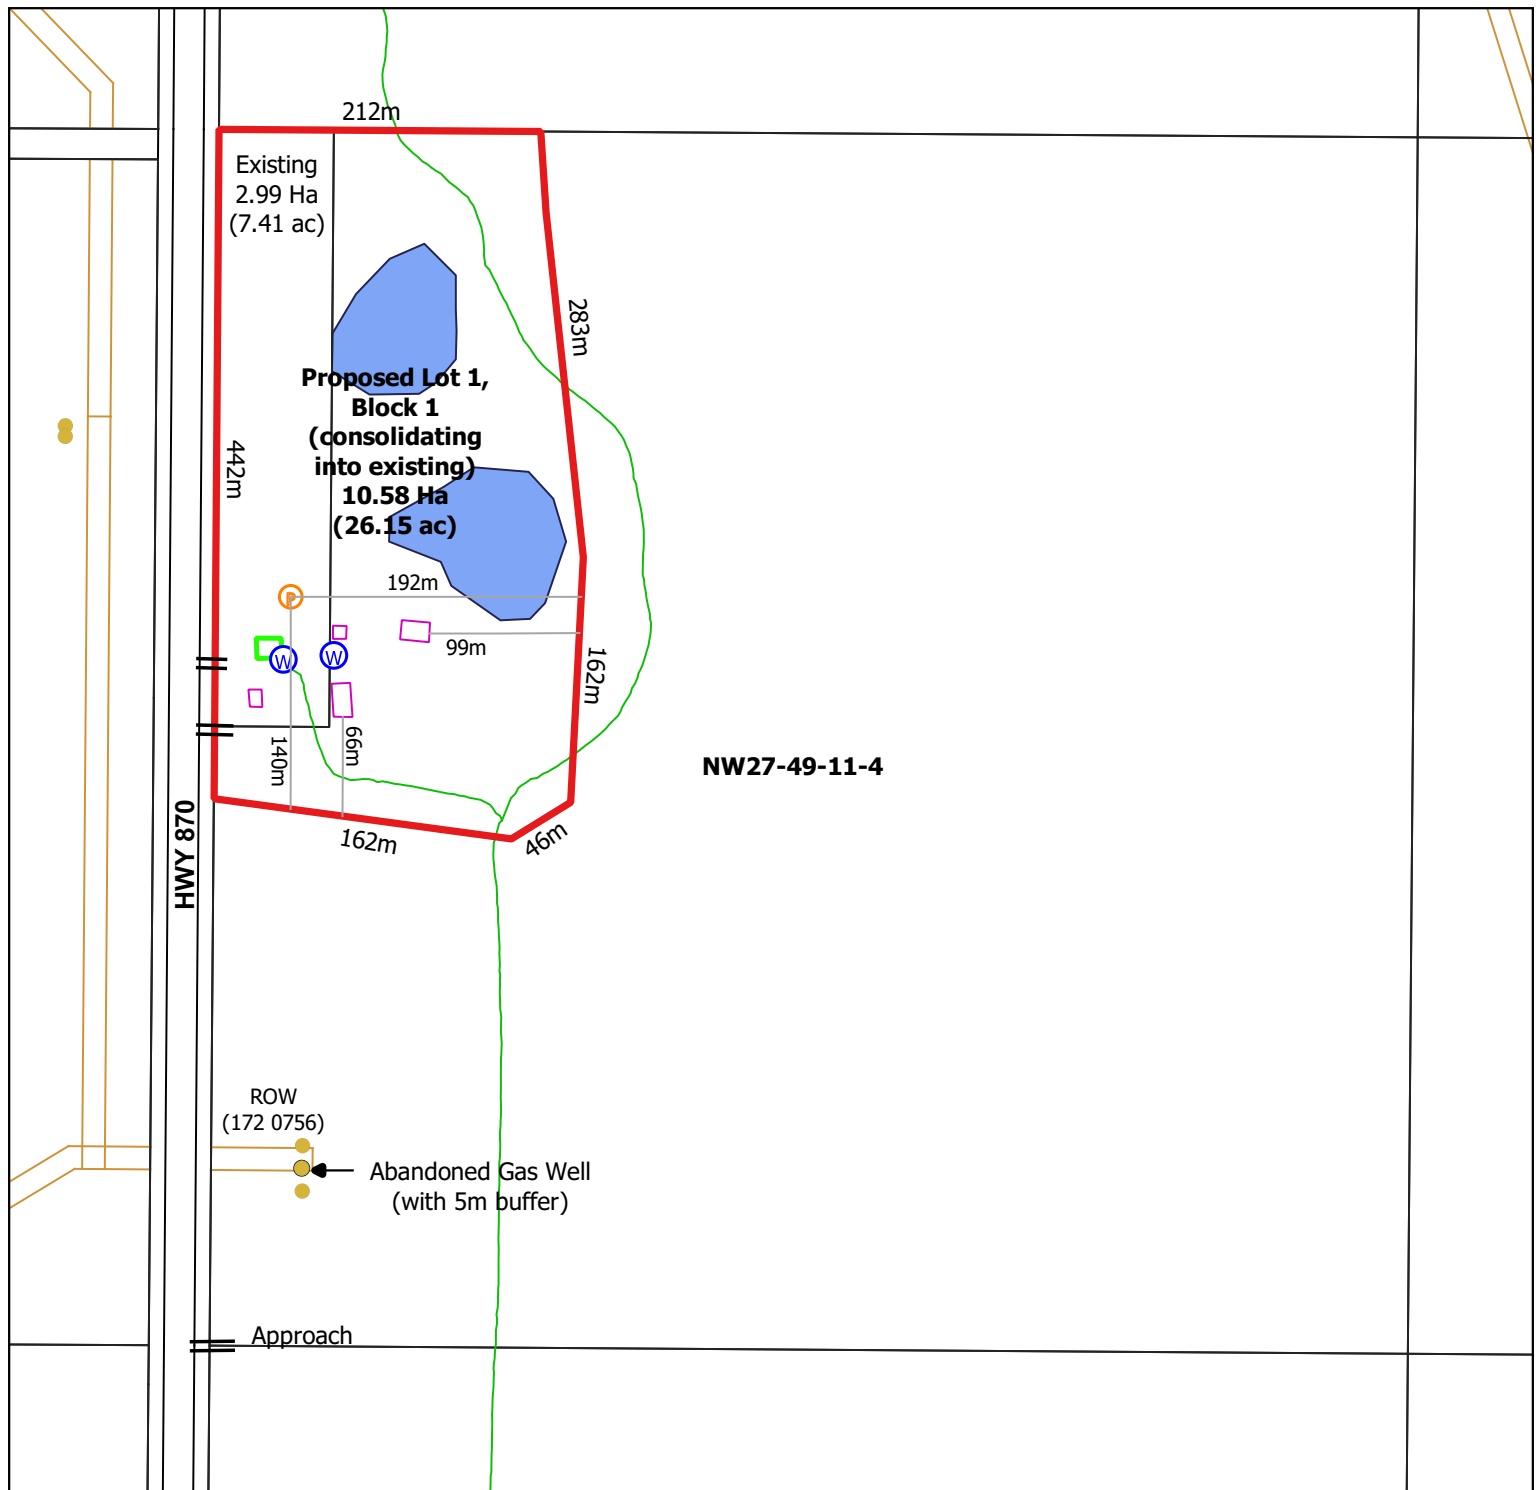 212m
Existing
2.99 Ha
(7.41 ac)
283m
Proposed Lot 1,
Block 1
(consolidating
into existing)
10.58 Ha
(26.15 ac)
442m
192m
P
99m
W
W
162m
66m
140m
NW27-49-11-4
162m
46m
HWY 870
ROW
(172 0756)
Abandoned Gas Well
(with 5m buffer)
Approach